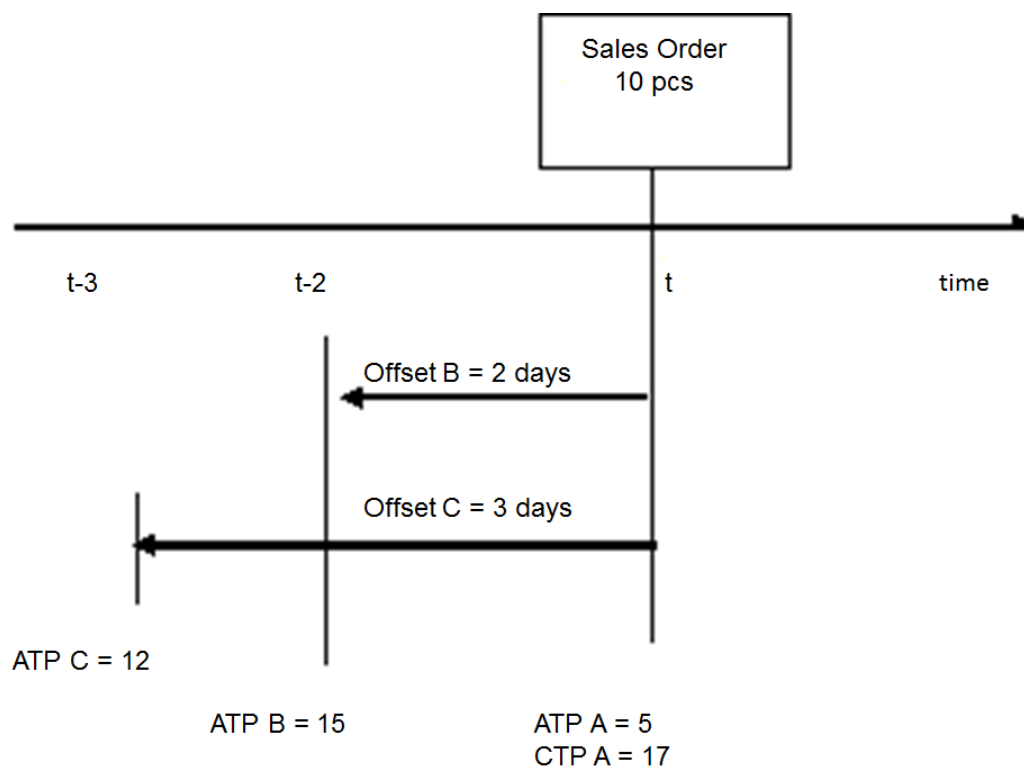 Sales Order
10 pcs
t-3
t-2
t
time
Offset B = 2 days
Offset C = 3 days
ATP C = 12
ATP B = 15
ATP A = 5
CTP A = 17